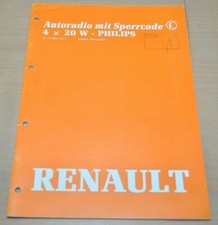 Autoradio mit Sperrcode
4 × 20 W - PHILIPS
RENAULT